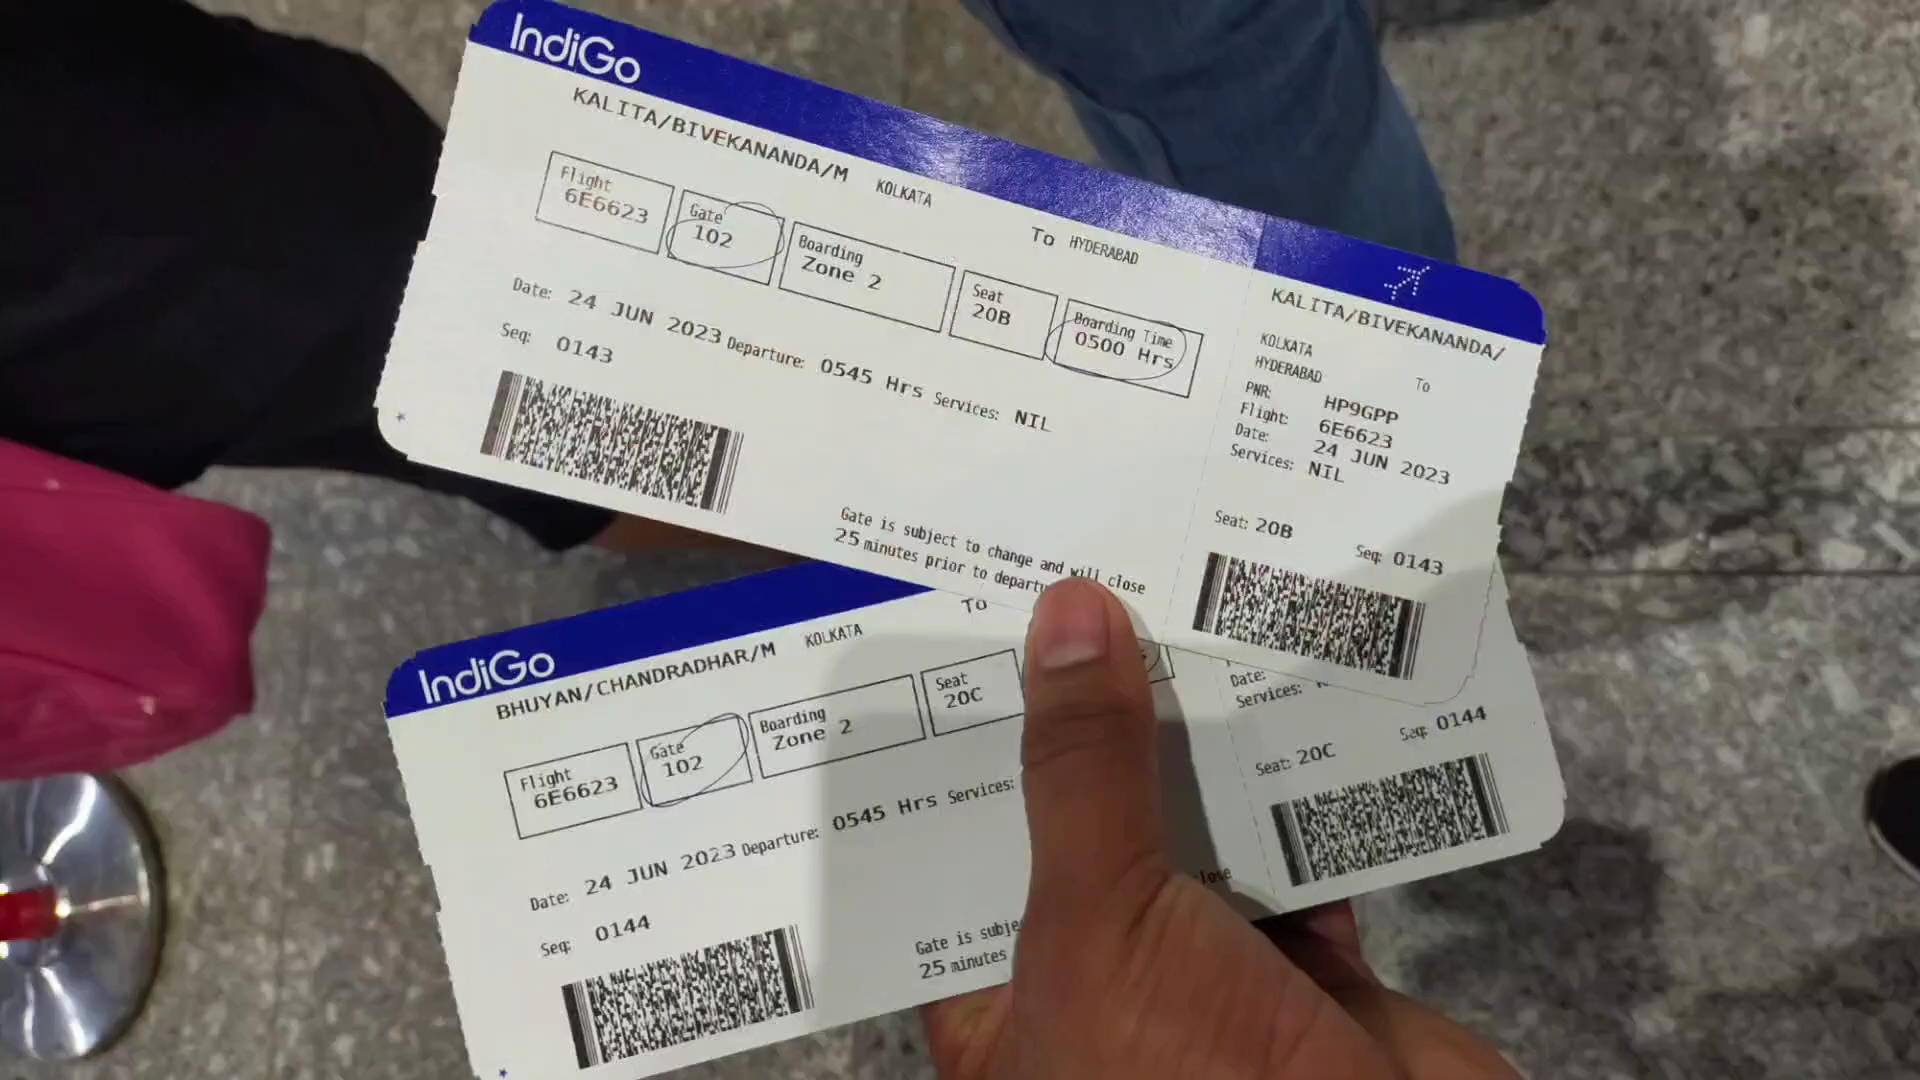 IndiGo
KALITA/BIVEKANANDA/M KOLKATA To HYDERABAD
Flight Gate Boarding Seat Boarding Time
6E6623 102 Zone 2 20B 0500 Hrs
Date: 24 JUN 2023 Departure: 0545 Hrs Services: NIL
Seq: 0143
Gate is subject to change and will close
25 minutes prior to departu
KALITA/BIVEKANANDA/
KOLKATA To
HYDERABAD
PNR: HP9GPP
Flight: 6E6623
Date: 24 JUN 2023
Services: NIL
Seat: 20B Seq: 0143
IndiGo
BHUYAN/CHANDRADHAR/M KOLKATA To
Flight Gate Boarding Seat
6E6623 102 Zone 2 20C
Date: 24 JUN 2023 Departure: 0545 Hrs Services:
Seq: 0144
Gate is subje
25 minutes
close
Date:
Services:
Seat: 20C Seq: 0144